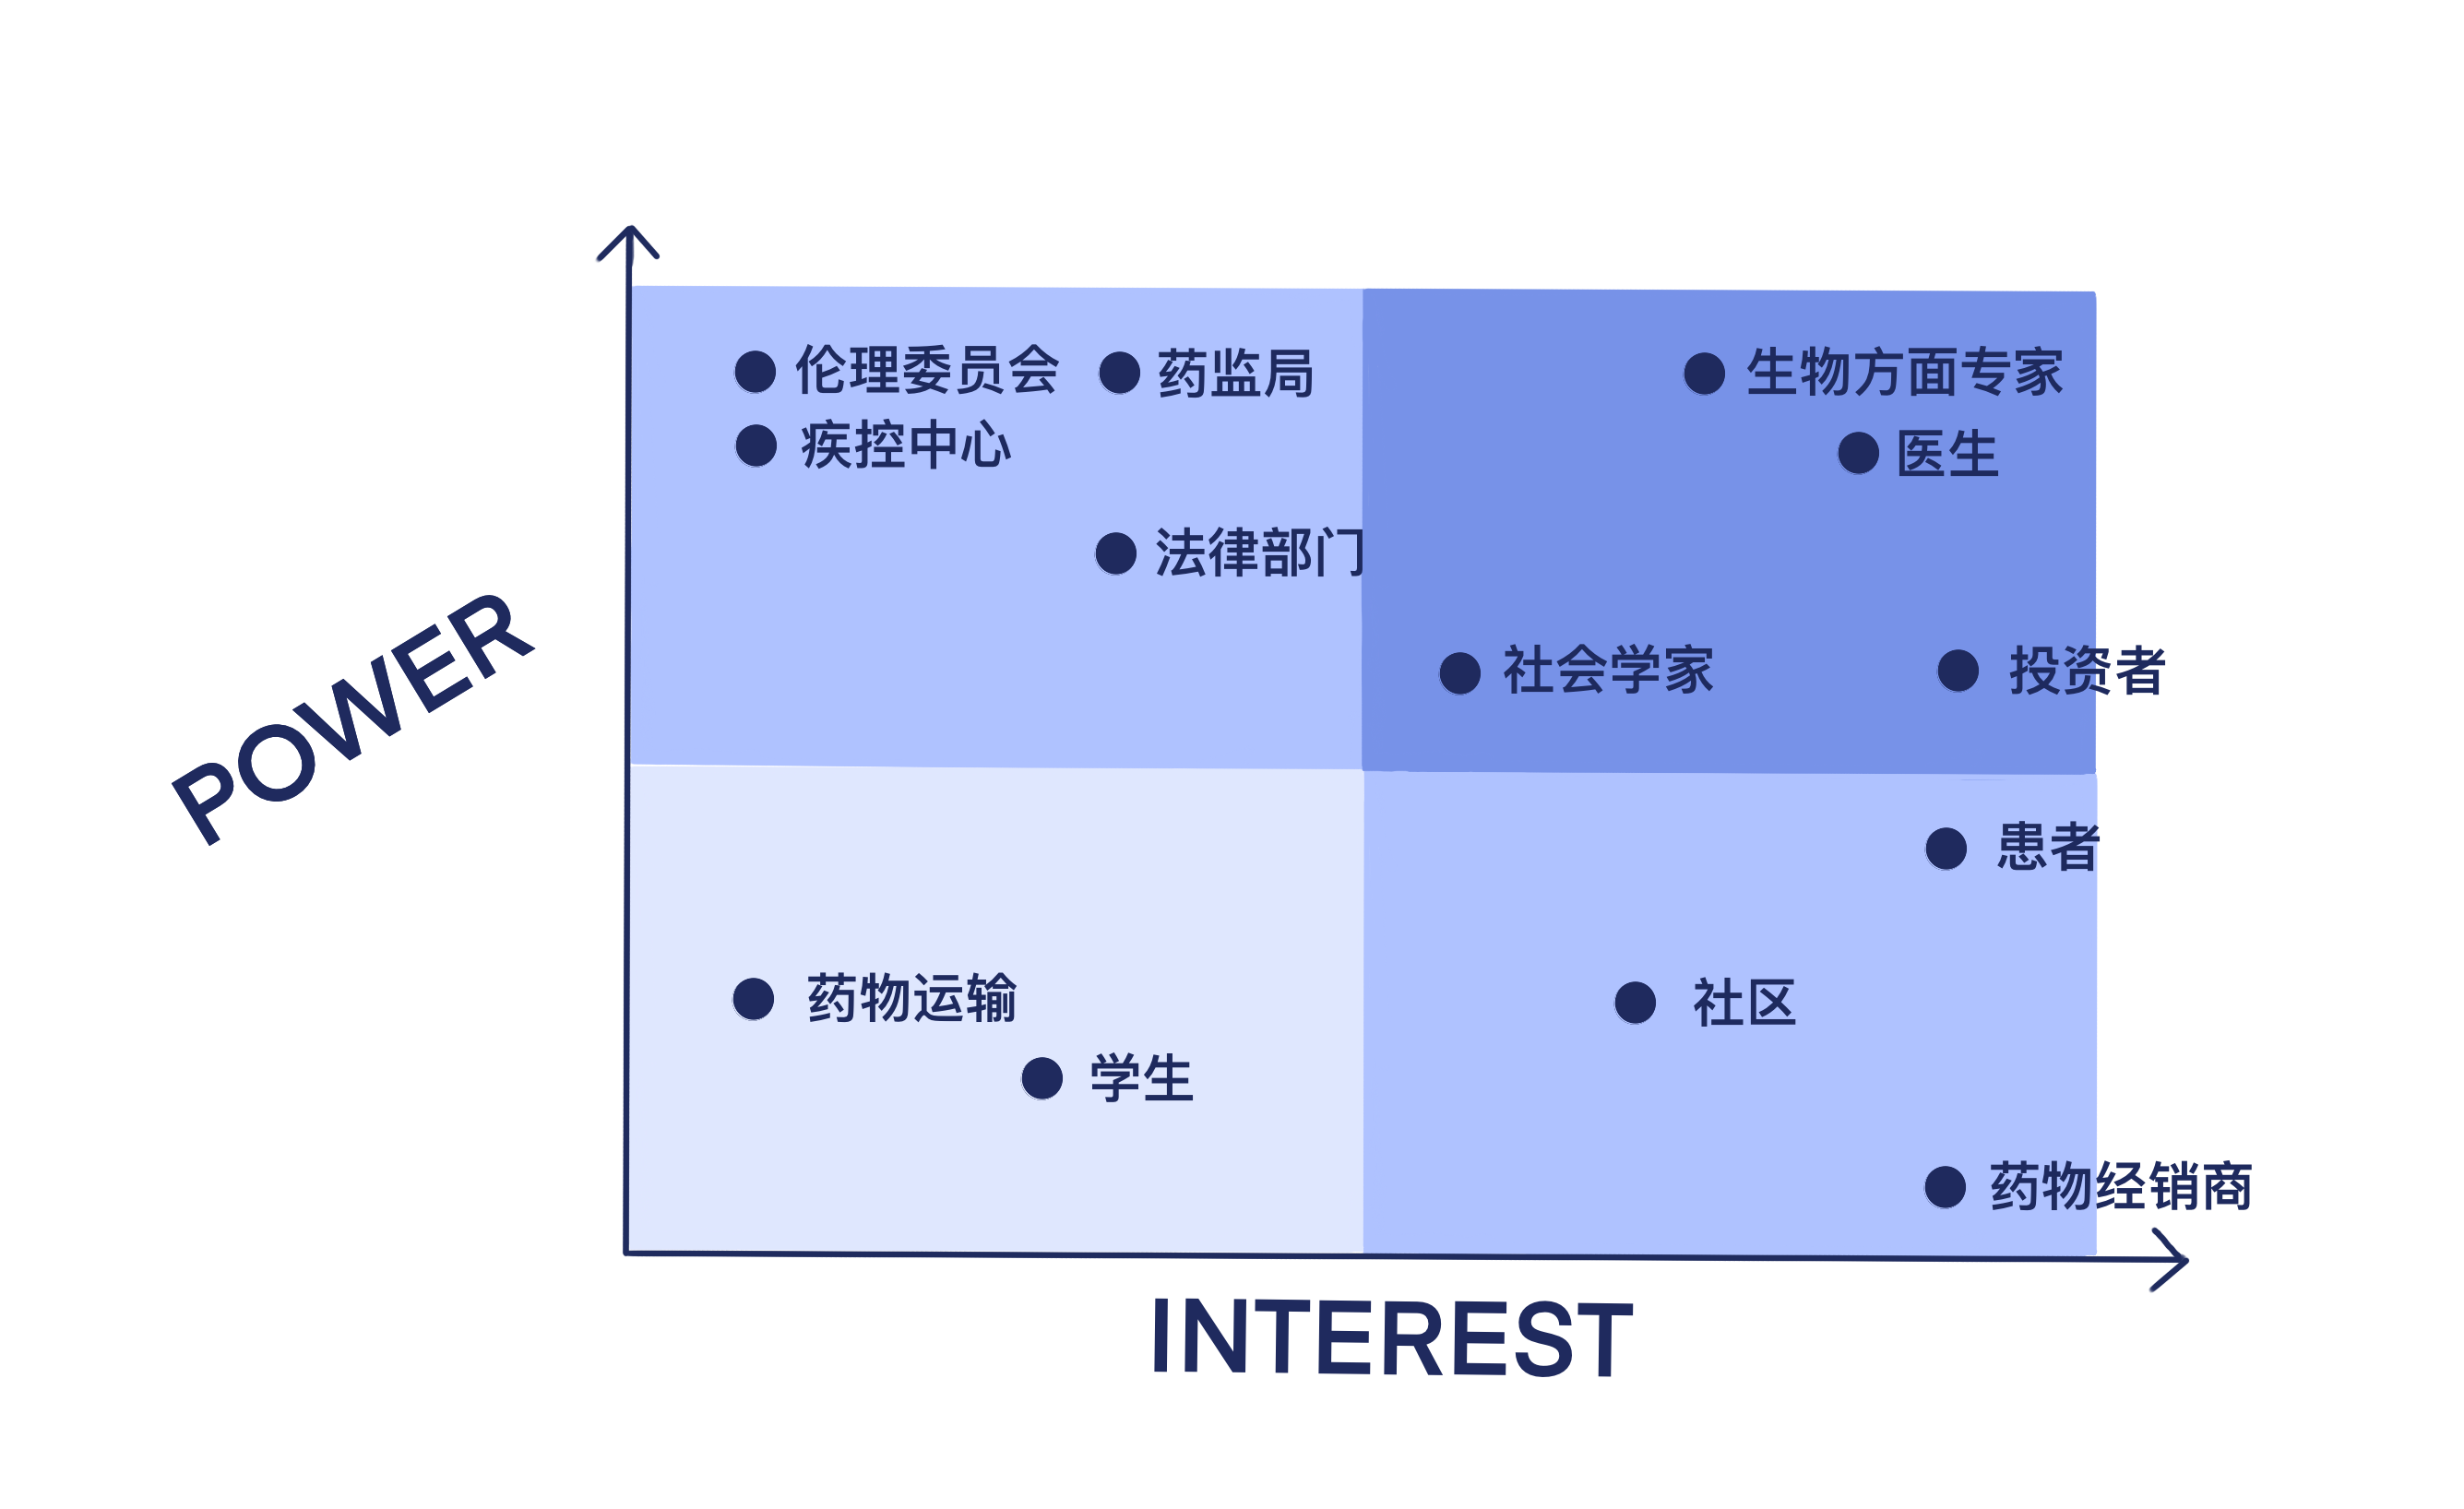 伦理委员会
药监局
生物方面专家
疾控中心
医生
法律部门
POWER
社会学家
投资者
患者
药物运输
社区
学生
药物经销商
INTEREST